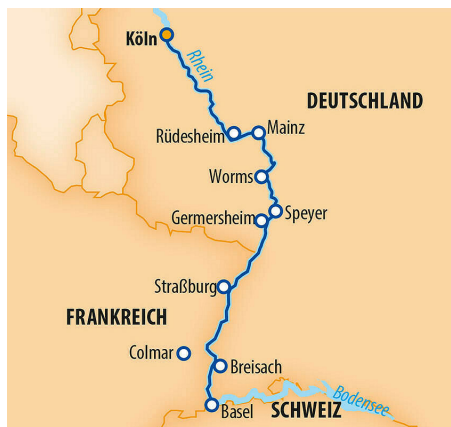 Köln
Rhein
DEUTSCHLAND
Rüdesheim
Mainz
Worms
Germersheim
Speyer
Straßburg
FRANKREICH
Colmar
Breisach
Bodensee
Basel
SCHWEIZ